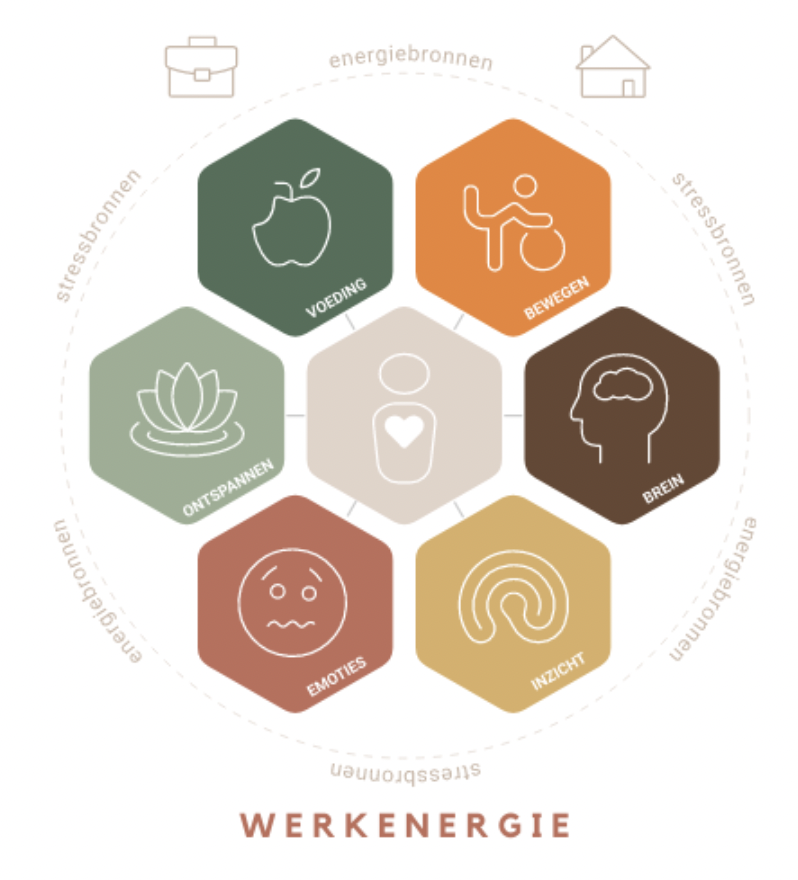 energiebronnen
stressbronnen
stressbronnen
VOEDING
BEWEGEN
ONTSPANNEN
BREIN
energiebronnen
energiebronnen
EMOTIES
INZICHT
stressbronnen
WERKENERGIE